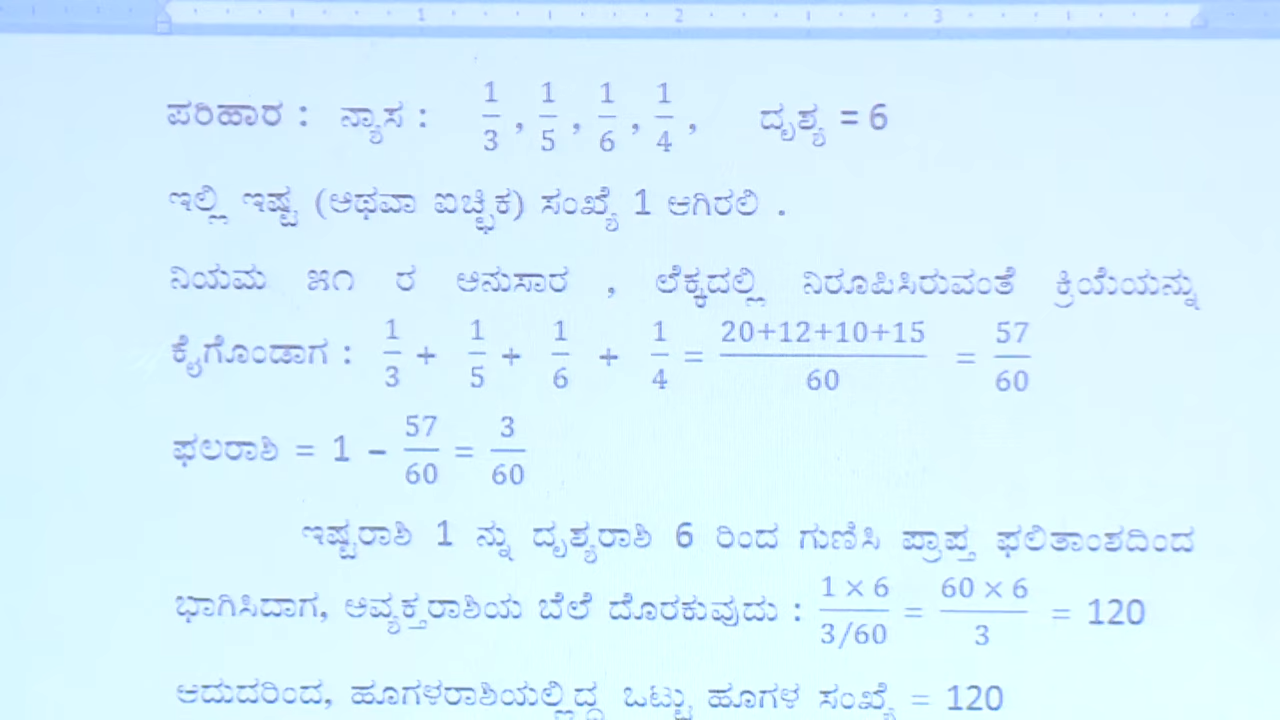 1 2 3
ಪರಿಹಾರ : ನ್ಯಾಸ : 1/3 , 1/5 , 1/6 , 1/4 , ದೃಶ್ಯ = 6
ಇಲ್ಲಿ ಇಷ್ಟ (ಅಥವಾ ಐಚ್ಛಿಕ) ಸಂಖ್ಯೆ 1 ಆಗಿರಲಿ .
ನಿಯಮ ೫೧ ರ ಅನುಸಾರ , ಲೆಕ್ಕದಲ್ಲಿ ನಿರೂಪಿಸಿರುವಂತೆ ಕ್ರಿಯೆಯನ್ನು
ಕೈಗೊಂಡಾಗ : 1/3 + 1/5 + 1/6 + 1/4 = 20+12+10+15/60 = 57/60
ಫಲರಾಶಿ = 1 – 57/60 = 3/60
ಇಷ್ಟರಾಶಿ 1 ನ್ನು ದೃಶ್ಯರಾಶಿ 6 ರಿಂದ ಗುಣಿಸಿ ಪ್ರಾಪ್ತ ಫಲಿತಾಂಶದಿಂದ
ಭಾಗಿಸಿದಾಗ, ಅವ್ಯಕ್ತರಾಶಿಯ ಬೆಲೆ ದೊರಕುವುದು : 1 × 6/3/60 = 60 × 6/3 = 120
ಆದುದರಿಂದ, ಹೂಗಳರಾಶಿಯಲ್ಲಿದ್ದ ಒಟ್ಟು ಹೂಗಳ ಸಂಖ್ಯೆ = 120